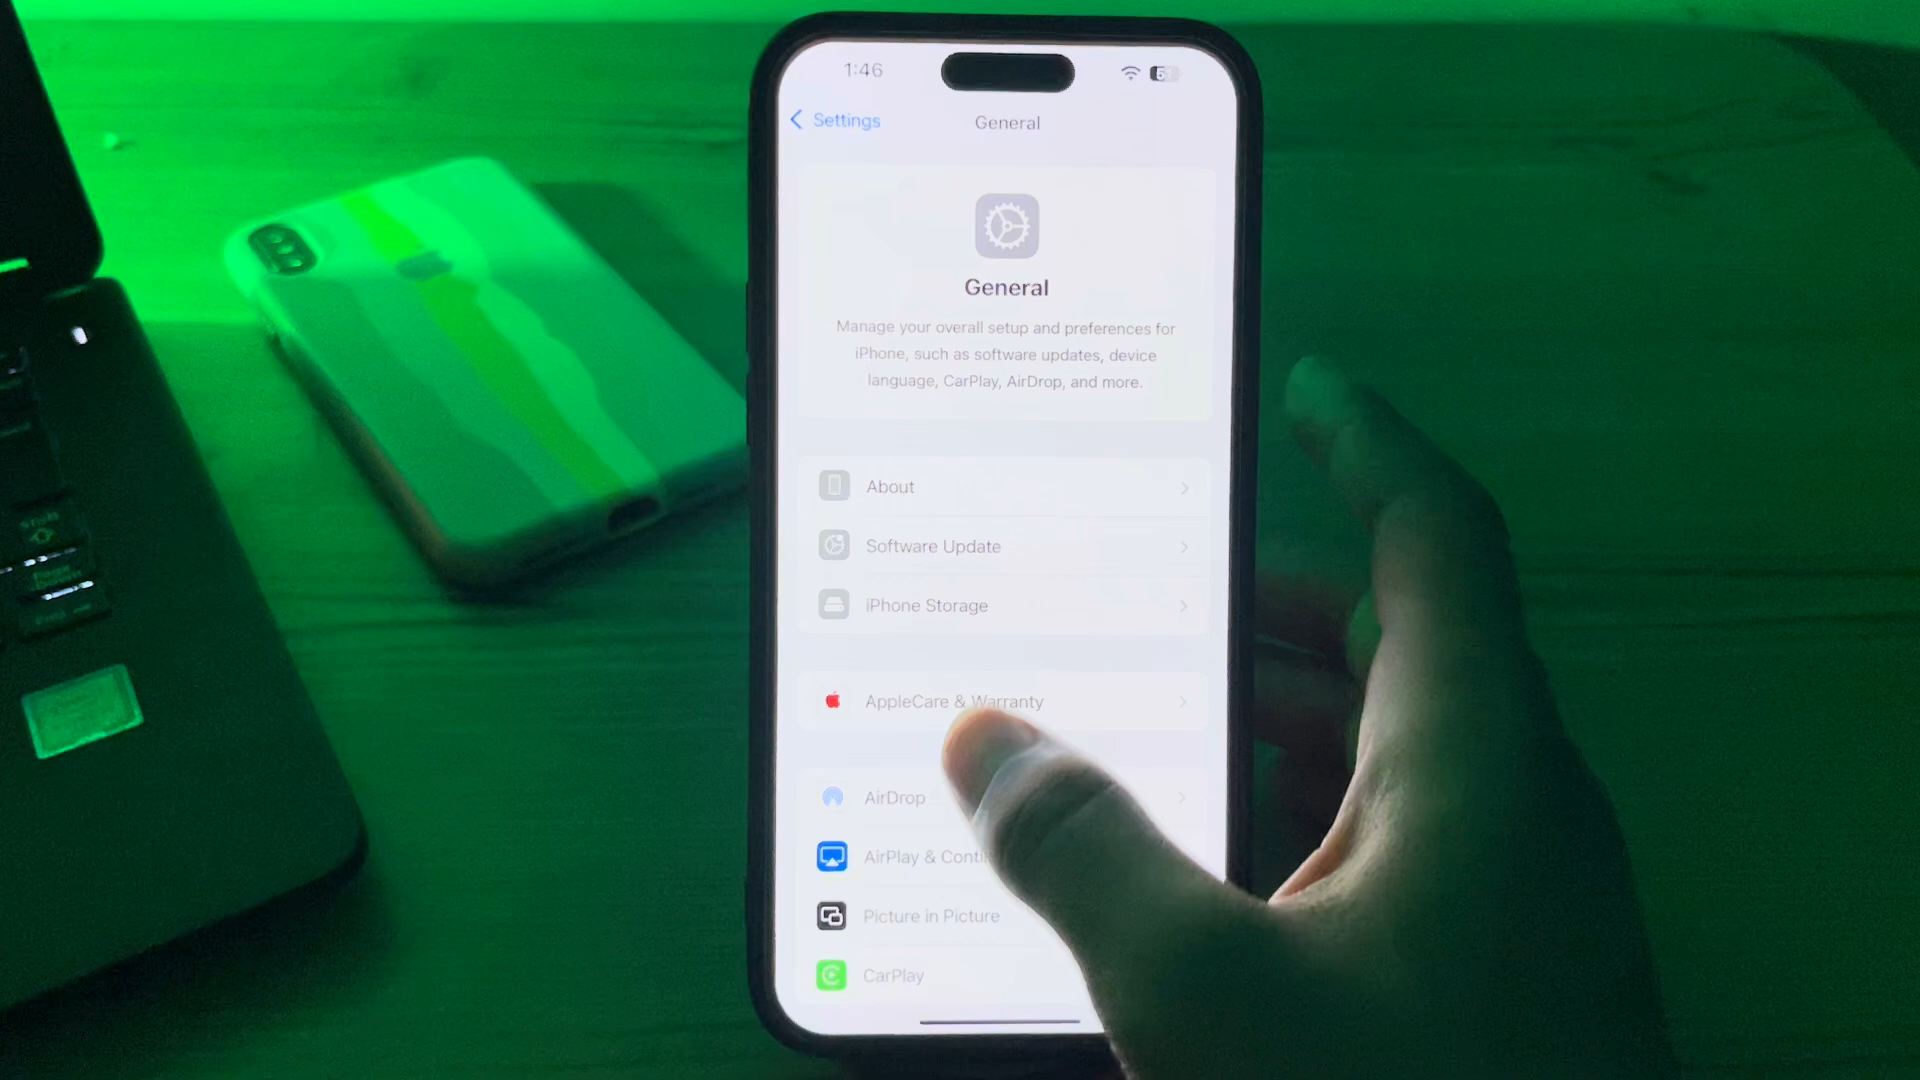 1:46
Settings
General
General
Manage your overall setup and preferences for
iPhone, such as software updates, device
language, CarPlay, AirDrop, and more.
About
Software Update
iPhone Storage
AppleCare & Warranty
AirDrop
AirPlay & Conti
Picture in Picture
CarPlay